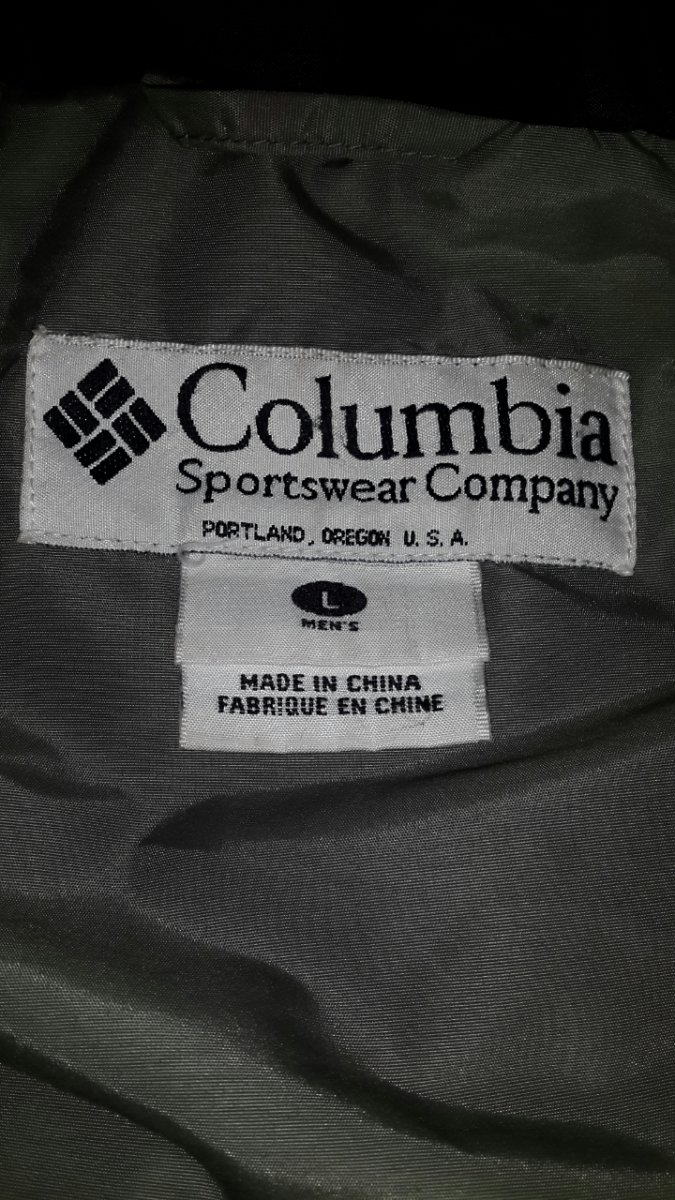 Columbia
Sportswear Company
PORTLAND, OREGON U.S.A.
L
MEN'S
MADE IN CHINA
FABRIQUE EN CHINE